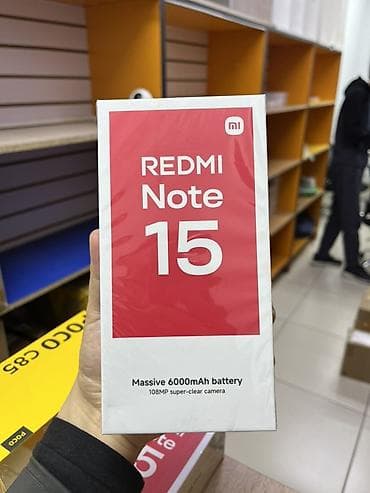 mi
REDMI
Note
15
Massive 6000mAh battery
108MP super-clear camera
POCO C85
POCO